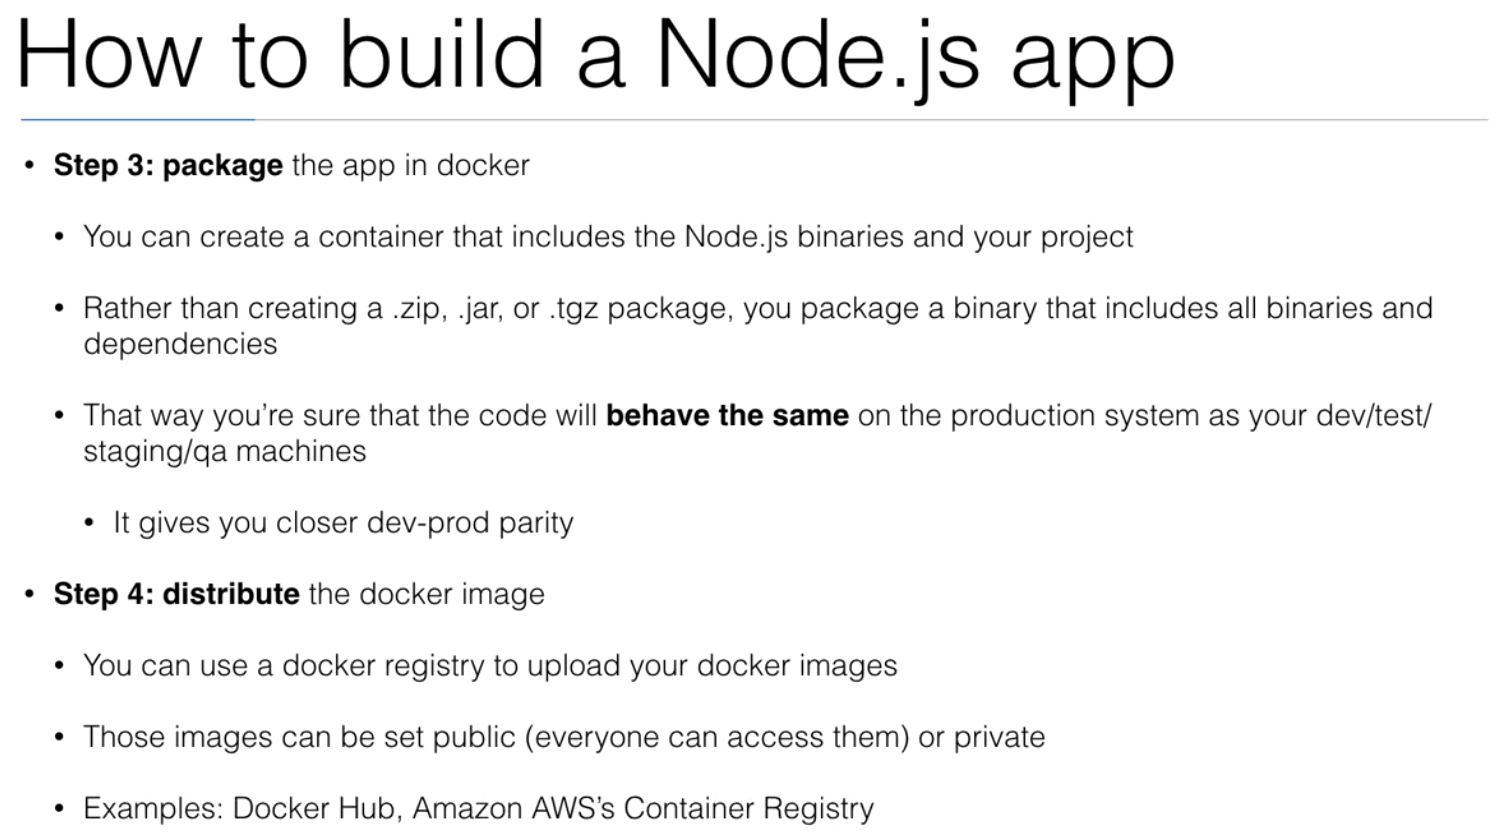 How to build a Node.js app
• Step 3: package the app in docker
• You can create a container that includes the Node.js binaries and your project
• Rather than creating a .zip, .jar, or .tgz package, you package a binary that includes all binaries and
dependencies
• That way you’re sure that the code will behave the same on the production system as your dev/test/
staging/qa machines
• It gives you closer dev-prod parity
• Step 4: distribute the docker image
• You can use a docker registry to upload your docker images
• Those images can be set public (everyone can access them) or private
• Examples: Docker Hub, Amazon AWS’s Container Registry